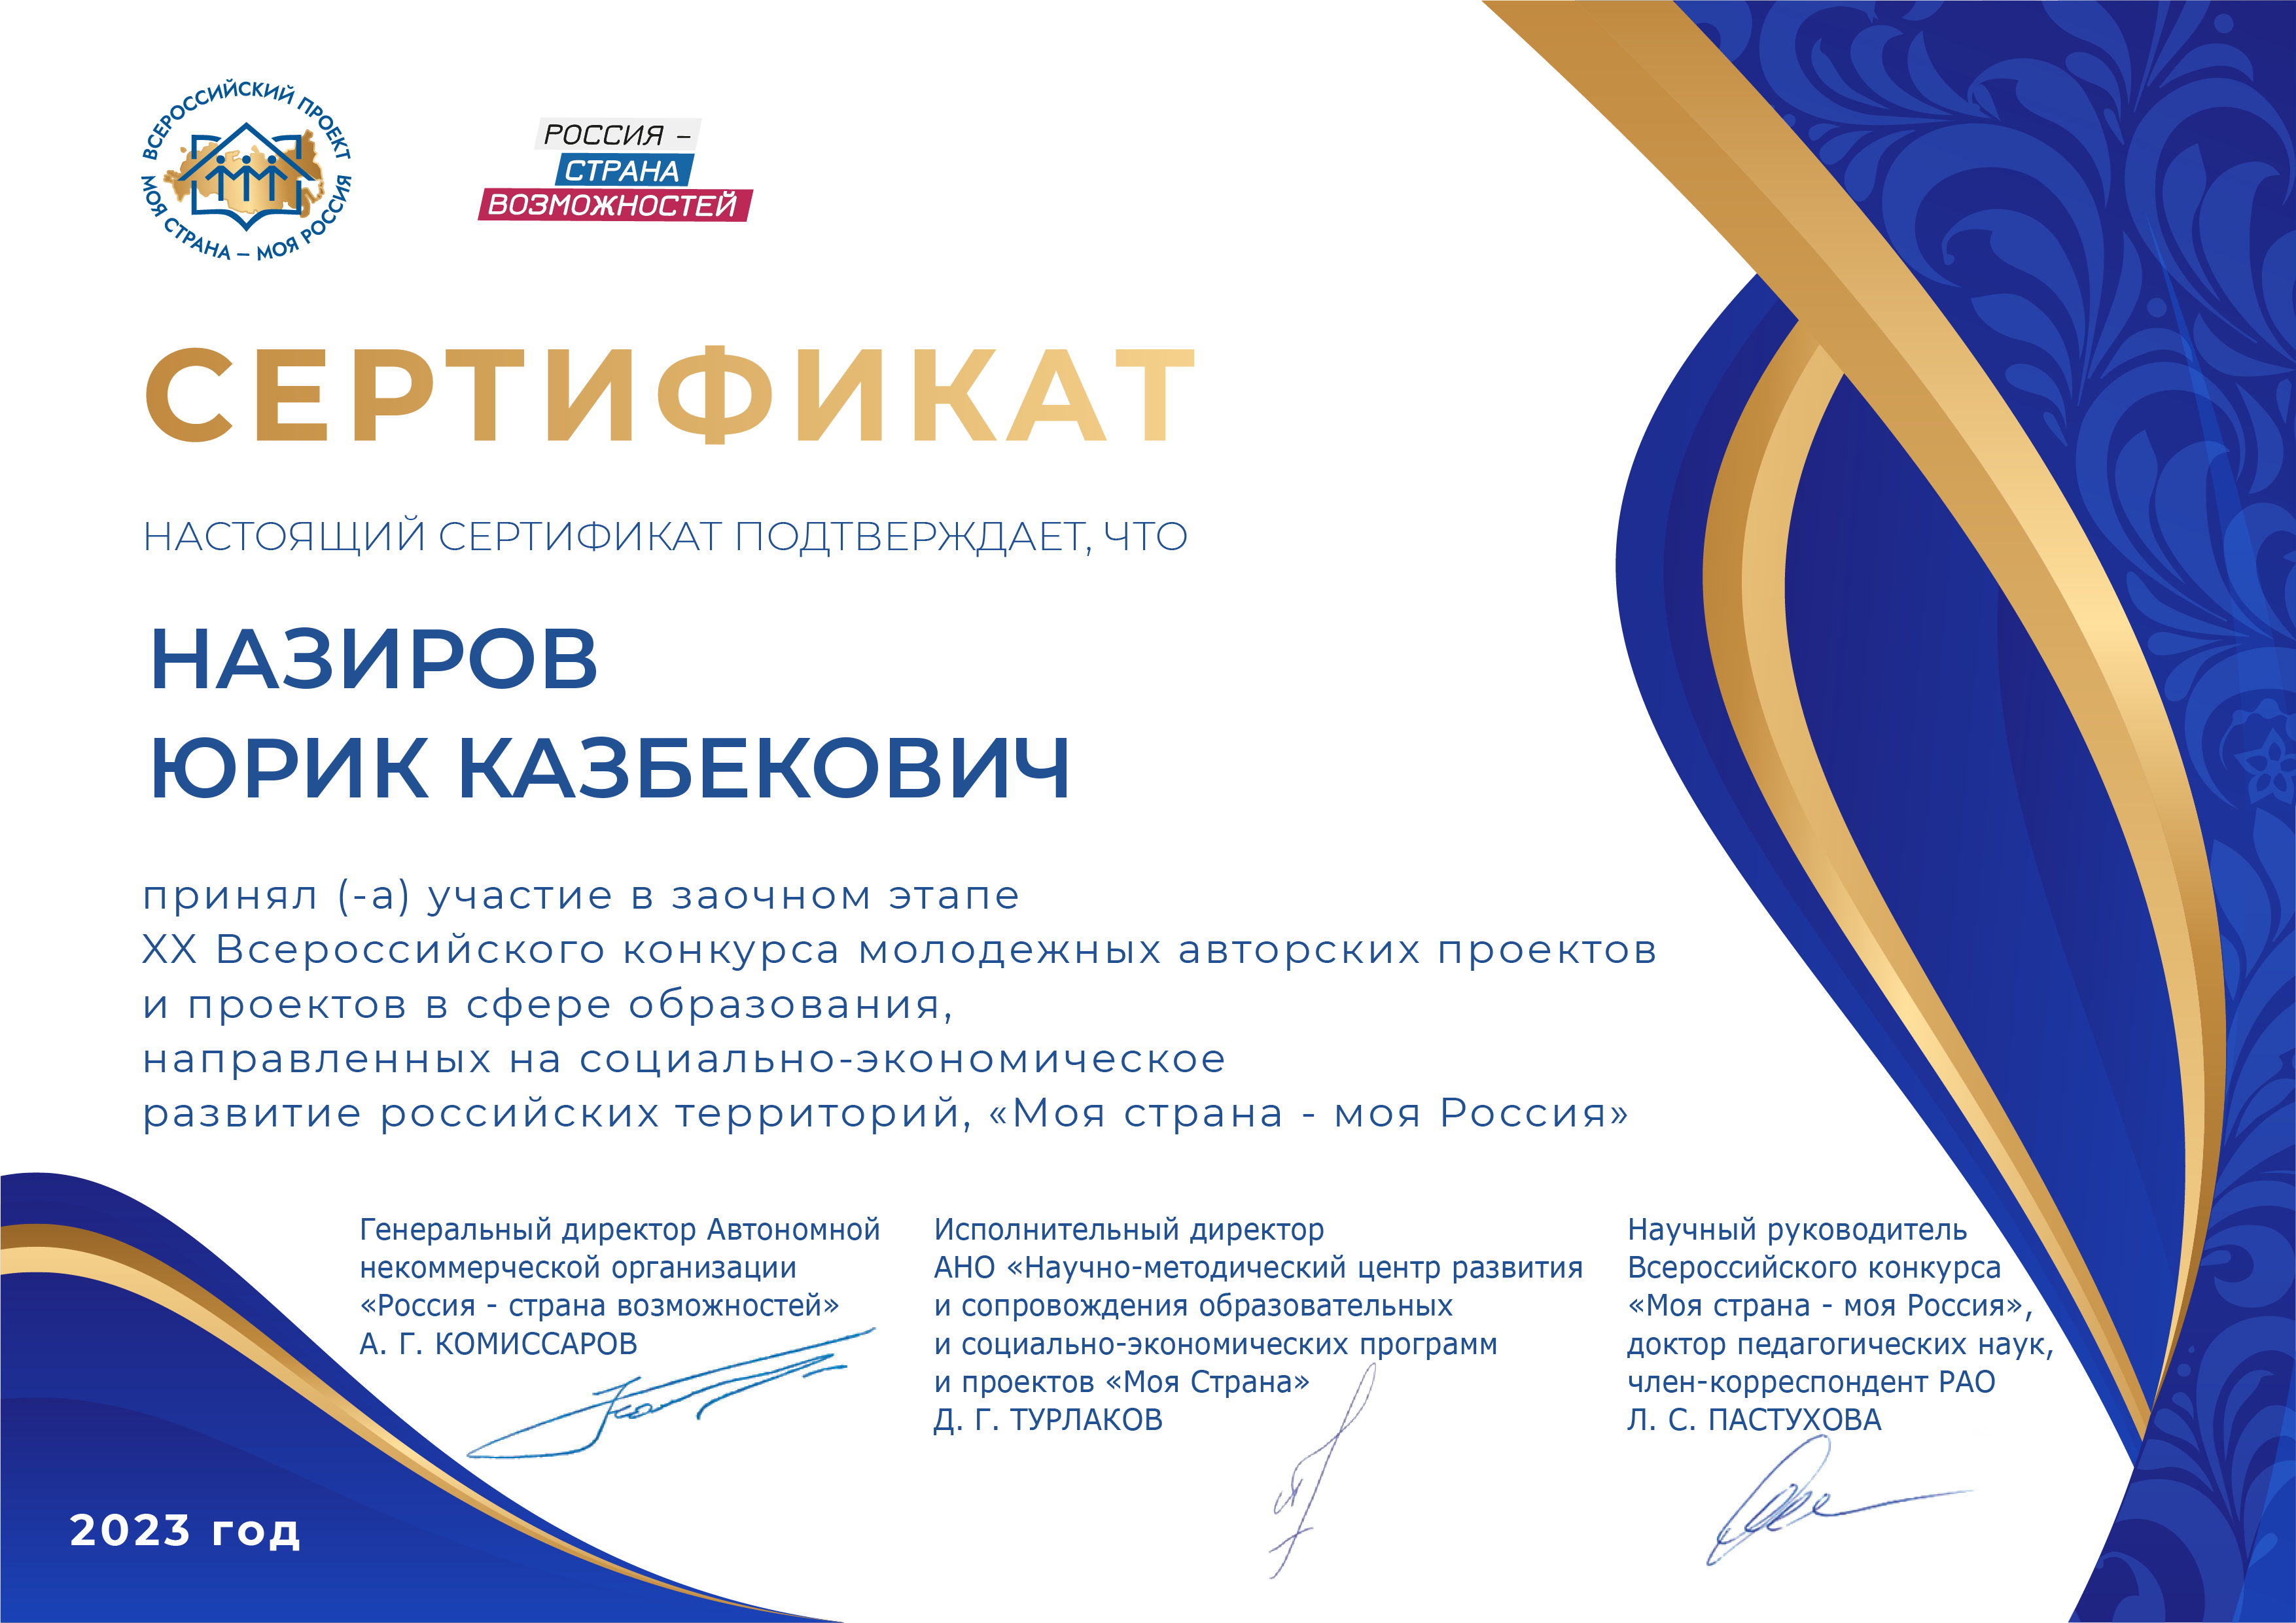 ВСЕРОССИЙСКИЙ ПРОЕКТ
МОЯ СТРАНА – МОЯ РОССИЯ
РОССИЯ –
СТРАНА
ВОЗМОЖНОСТЕЙ
СЕРТИФИКАТ
НАСТОЯЩИЙ СЕРТИФИКАТ ПОДТВЕРЖДАЕТ, ЧТО
НАЗИРОВ
ЮРИК КАЗБЕКОВИЧ
принял (-а) участие в заочном этапе
XX Всероссийского конкурса молодежных авторских проектов
и проектов в сфере образования,
направленных на социально-экономическое
развитие российских территорий, «Моя страна - моя Россия»
Генеральный директор Автономной
некоммерческой организации
«Россия - страна возможностей»
А. Г. КОМИССАРОВ
Исполнительный директор
АНО «Научно-методический центр развития
и сопровождения образовательных
и социально-экономических программ
и проектов «Моя Страна»
Д. Г. ТУРЛАКОВ
Научный руководитель
Всероссийского конкурса
«Моя страна - моя Россия»,
доктор педагогических наук,
член-корреспондент РАО
Л. С. ПАСТУХОВА
2023 год